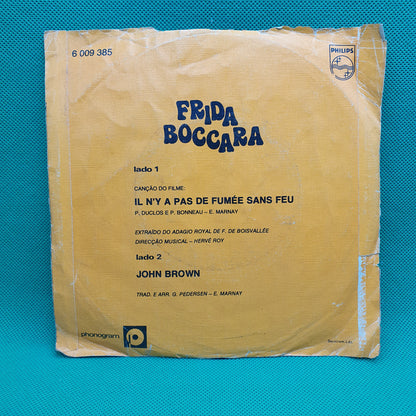 6 009 385
PHILIPS
FRIDA
BOCCARA
lado 1
CANÇÃO DO FILME:
IL N'Y A PAS DE FUMÉE SANS FEU
P. DUCLOS E P. BONNEAU – E. MARNAY
EXTRAÍDO DO ADAGIO ROYAL DE F. DE BOISVALLÉE
DIRECÇÃO MUSICAL – HERVÉ ROY
lado 2
JOHN BROWN
TRAD. E ARR. G. PEDERSEN – E. MARNAY
phonogram